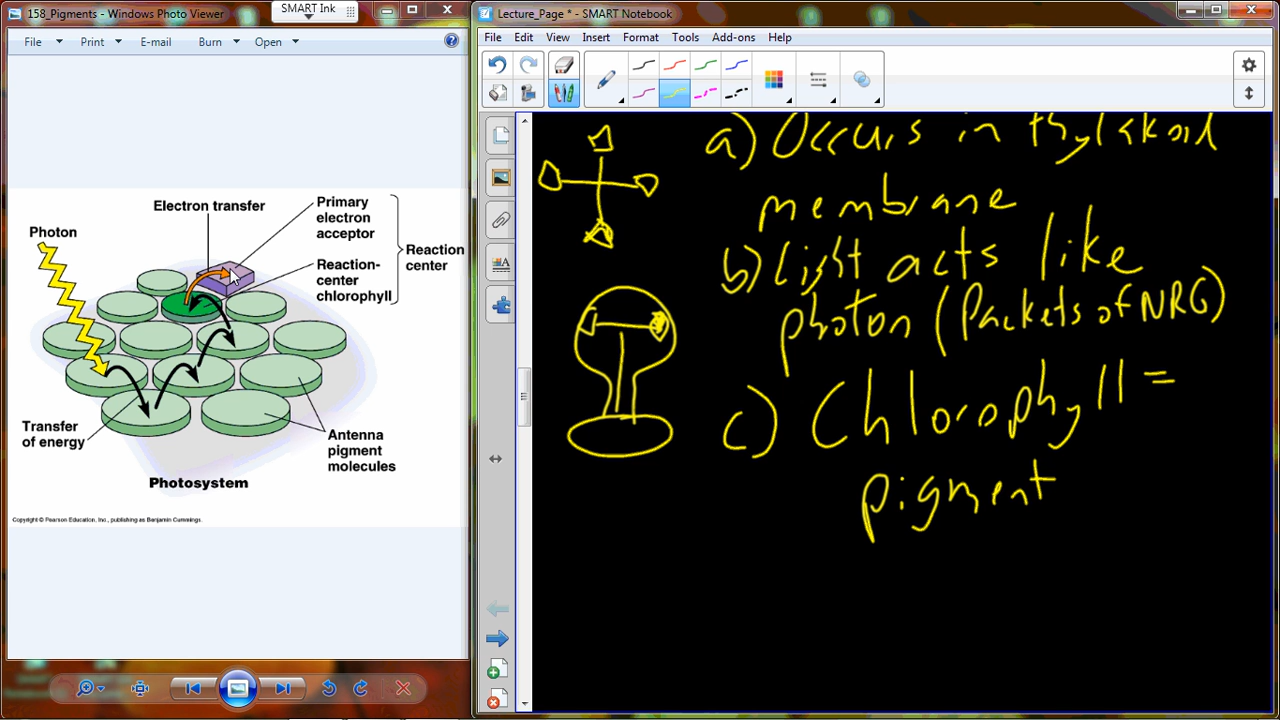 158_Pigments - Windows Photo Viewer
SMART Ink
File Print E-mail Burn Open
Electron transfer
Primary
electron
acceptor
Photon
Reaction
center
Reaction-
center
chlorophyll
Transfer
of energy
Antenna
pigment
molecules
Photosystem
Copyright © Pearson Education, Inc., publishing as Benjamin Cummings.
Lecture_Page * - SMART Notebook
File Edit View Insert Format Tools Add-ons Help
a) Occurs in thylakoid
membrane
b) Light acts like
photon (Packets of NRG)
c) Chlorophyll =
pigment